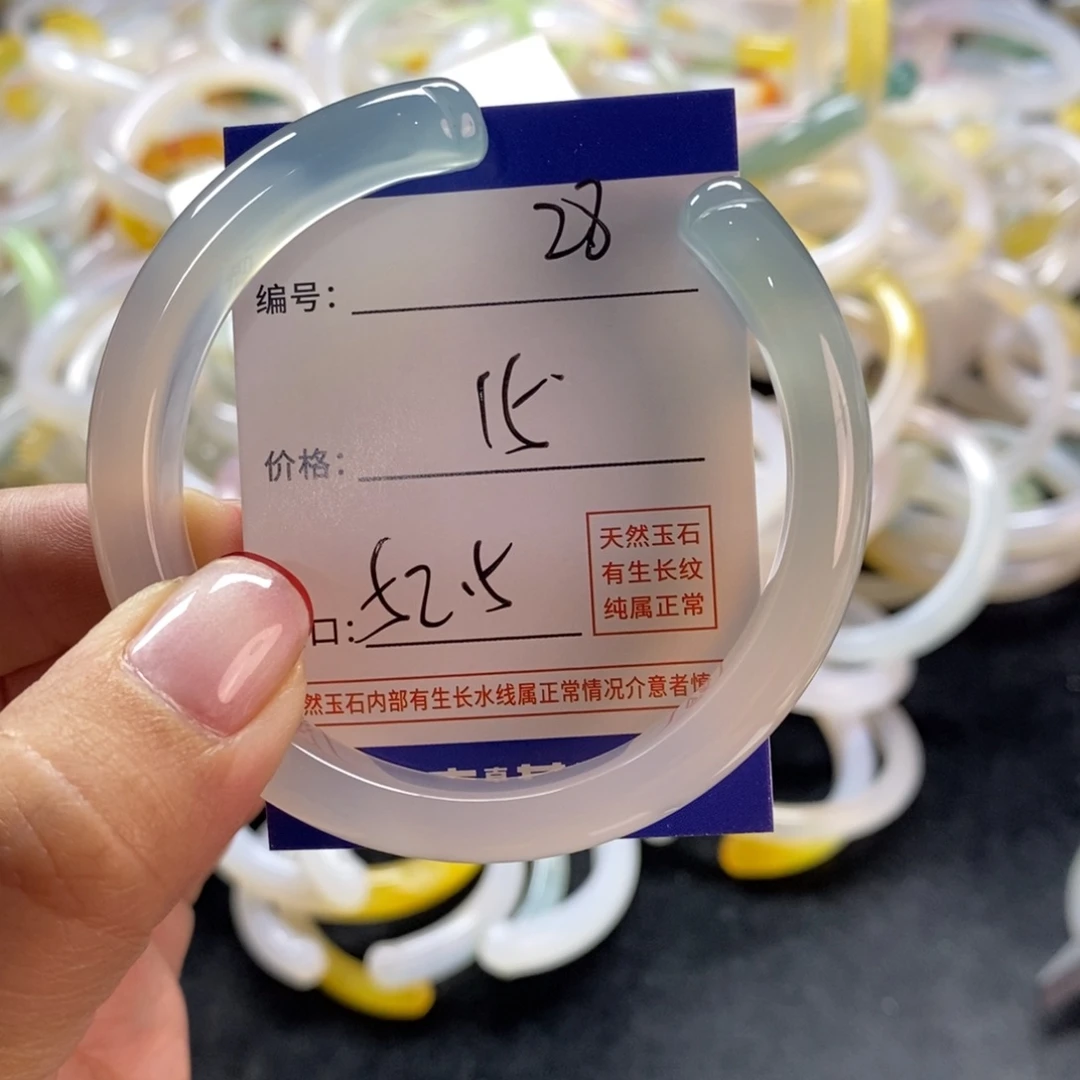 28
编号：
15
价格：
52.5
口：
天然玉石
有生长纹
纯属正常
然玉石内部有生长水线属正常情况介意者慎